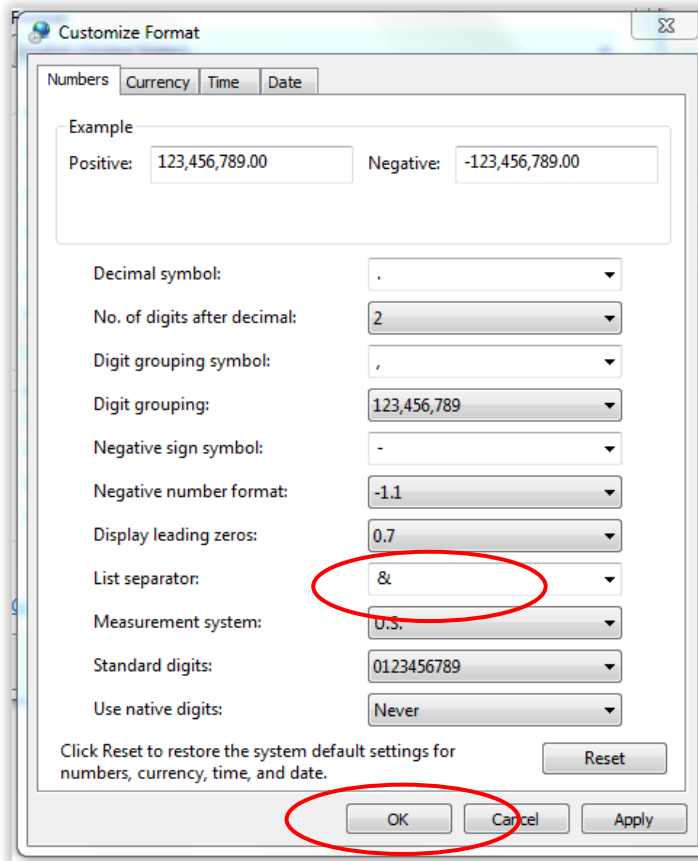 Customize Format
Numbers Currency Time Date
Example
Positive: 123,456,789.00 Negative: -123,456,789.00
Decimal symbol: .
No. of digits after decimal: 2
Digit grouping symbol: ,
Digit grouping: 123,456,789
Negative sign symbol: -
Negative number format: -1.1
Display leading zeros: 0.7
List separator: &
Measurement system: U.S.
Standard digits: 0123456789
Use native digits: Never
Click Reset to restore the system default settings for
numbers, currency, time, and date.
Reset
OK Cancel Apply